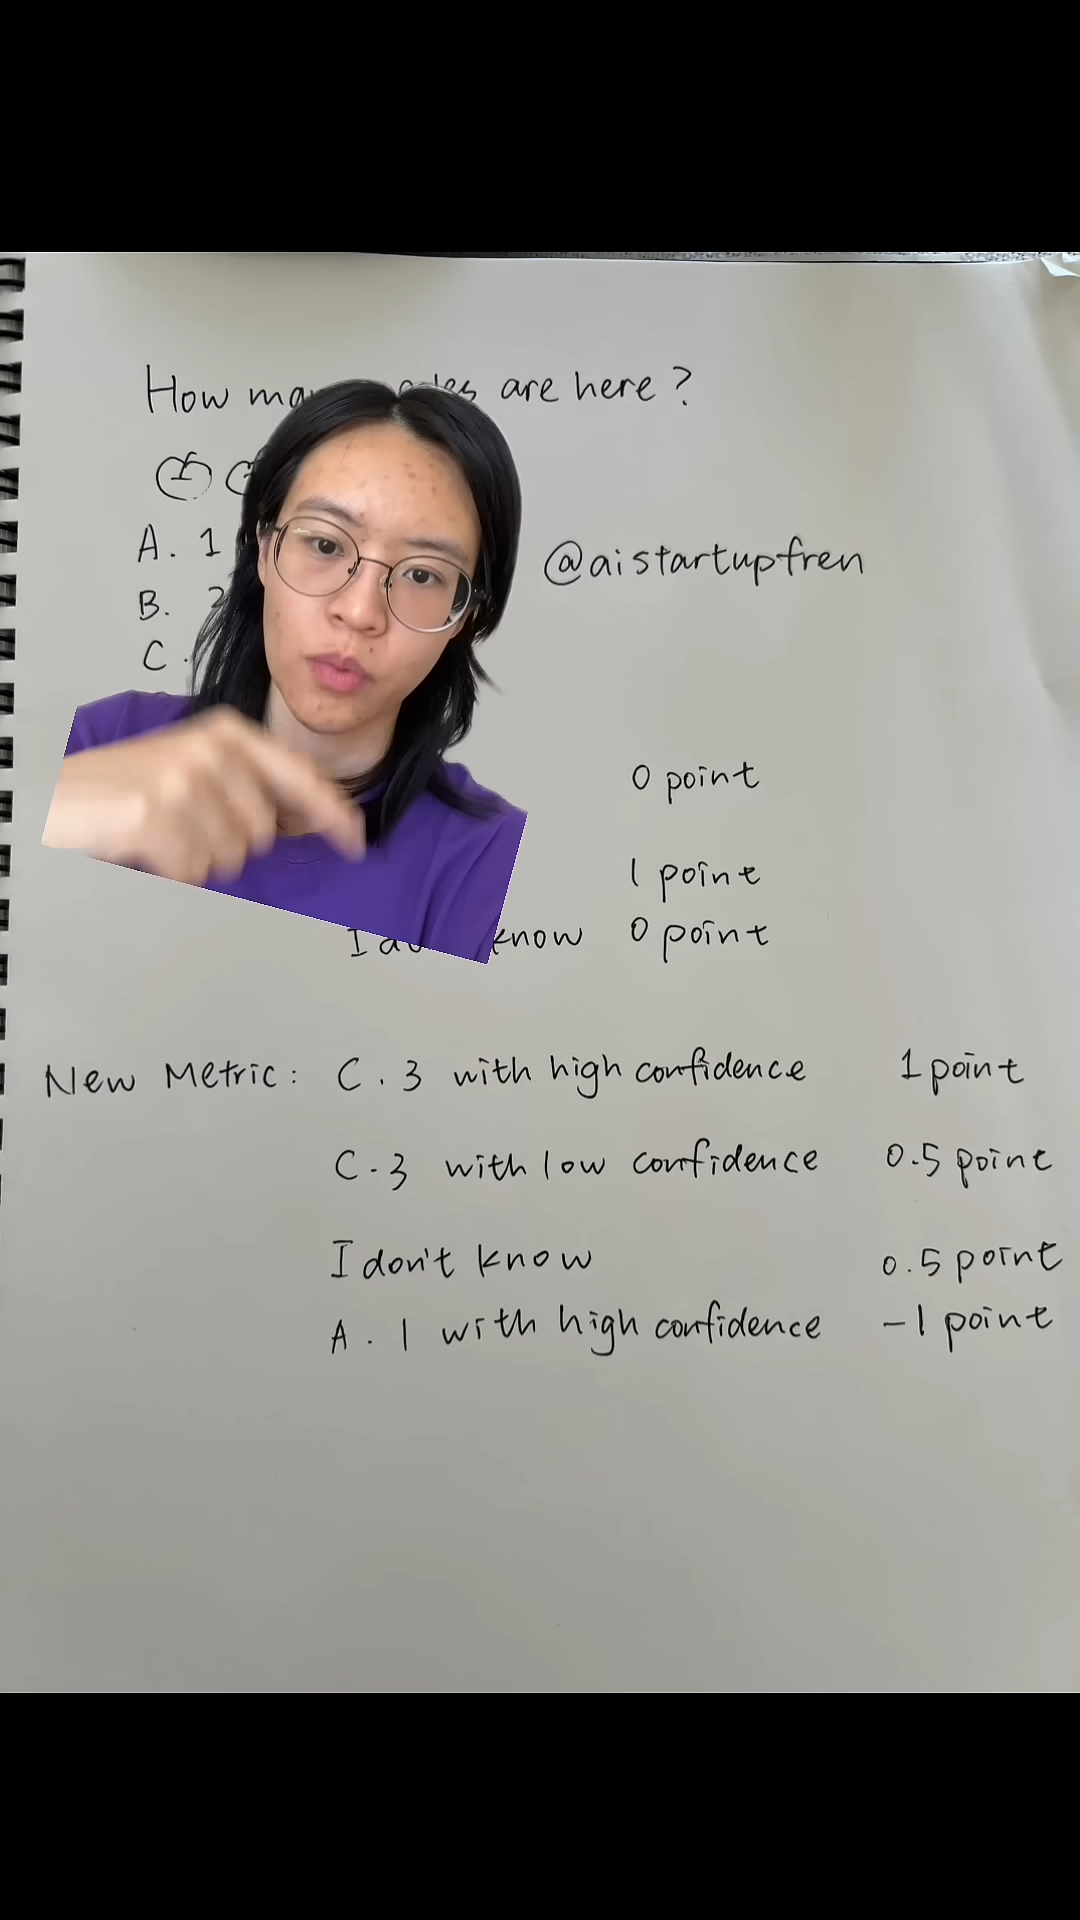 How are here ?
A. 1
B. 2
C.
@aistartupfren
0 point
1 point
I know 0 point
New Metric: C. 3 with high confidence 1 point
C. 3 with low confidence 0.5 point
I don't know 0.5 point
A. 1 with high confidence -1 point